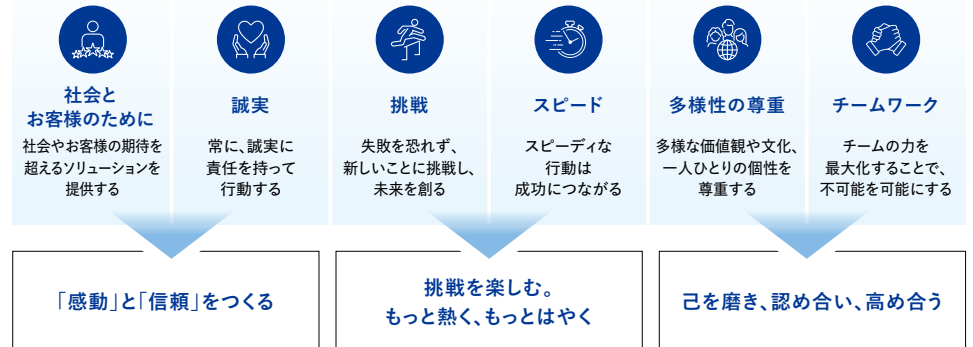 社会と
お客様のために
社会やお客様の期待を
超えるソリューションを
提供する
誠実
常に、誠実に
責任を持って
行動する
挑戦
失敗を恐れず、
新しいことに挑戦し、
未来を創る
スピード
スピーディな
行動は
成功につながる
多様性の尊重
多様な価値観や文化、
一人ひとりの個性を
尊重する
チームワーク
チームの力を
最大化することで、
不可能を可能にする
「感動」と「信頼」をつくる
挑戦を楽しむ。
もっと熱く、もっとはやく
己を磨き、認め合い、高め合う